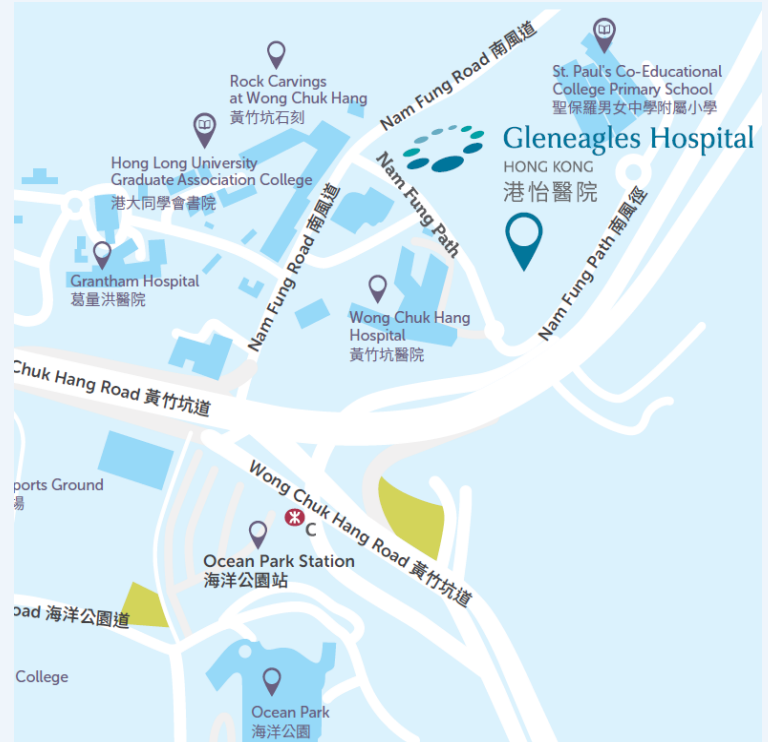 Nam Fung Road 南風道
St. Paul's Co-Educational
College Primary School
聖保羅男女中學附屬小學
Rock Carvings
at Wong Chuk Hang
黃竹坑石刻
Gleneagles Hospital
HONG KONG
港怡醫院
Hong Long University
Graduate Association College
港大同學會書院
Nam Fung Path
Nam Fung Road 南風道
Nam Fung Path 南風徑
Grantham Hospital
葛量洪醫院
Wong Chuk Hang
Hospital
黃竹坑醫院
Chuk Hang Road 黃竹坑道
ports Ground
場
Wong Chuk Hang Road 黃竹坑道
C
Ocean Park Station
海洋公園站
oad 海洋公園道
College
Ocean Park
海洋公園